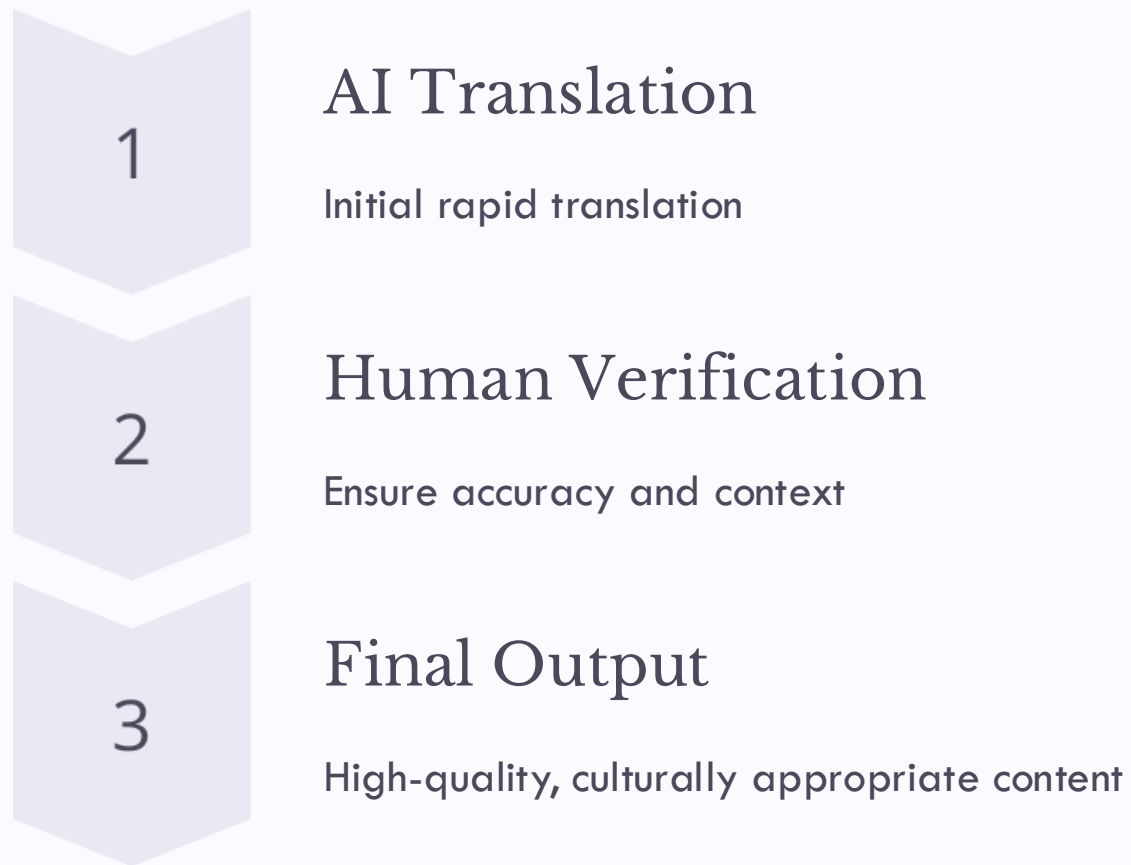 1
AI Translation
Initial rapid translation
2
Human Verification
Ensure accuracy and context
3
Final Output
High-quality, culturally appropriate content